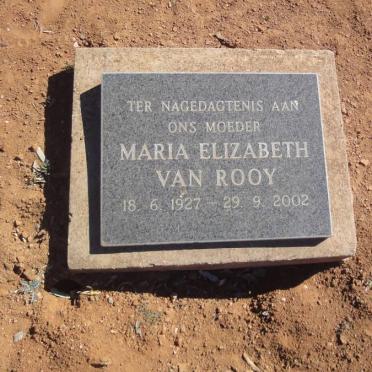 TER NAGEDAGTENIS AAN
ONS MOEDER
MARIA ELIZABETH
VAN ROOY
18. 6. 1927 - 29. 9. 2002